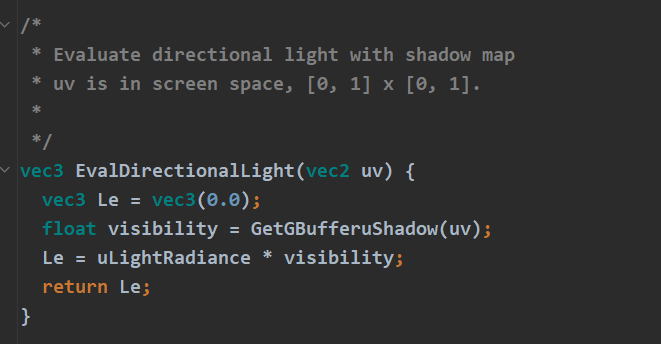 /*
 * Evaluate directional light with shadow map
 * uv is in screen space, [0, 1] x [0, 1].
 *
 */
vec3 EvalDirectionalLight(vec2 uv) {
  vec3 Le = vec3(0.0);
  float visibility = GetGBufferuShadow(uv);
  Le = uLightRadiance * visibility;
  return Le;
}